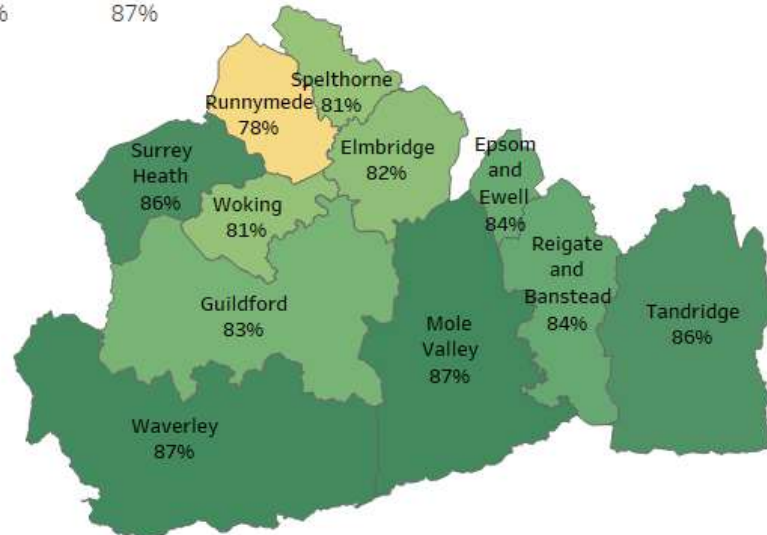 %
87%
Spelthorne
81%
Runnymede
78%
Elmbridge
82%
Epsom
and
Ewell
84%
Surrey
Heath
86%
Woking
81%
Reigate
and
Banstead
84%
Guildford
83%
Mole
Valley
87%
Tandridge
86%
Waverley
87%